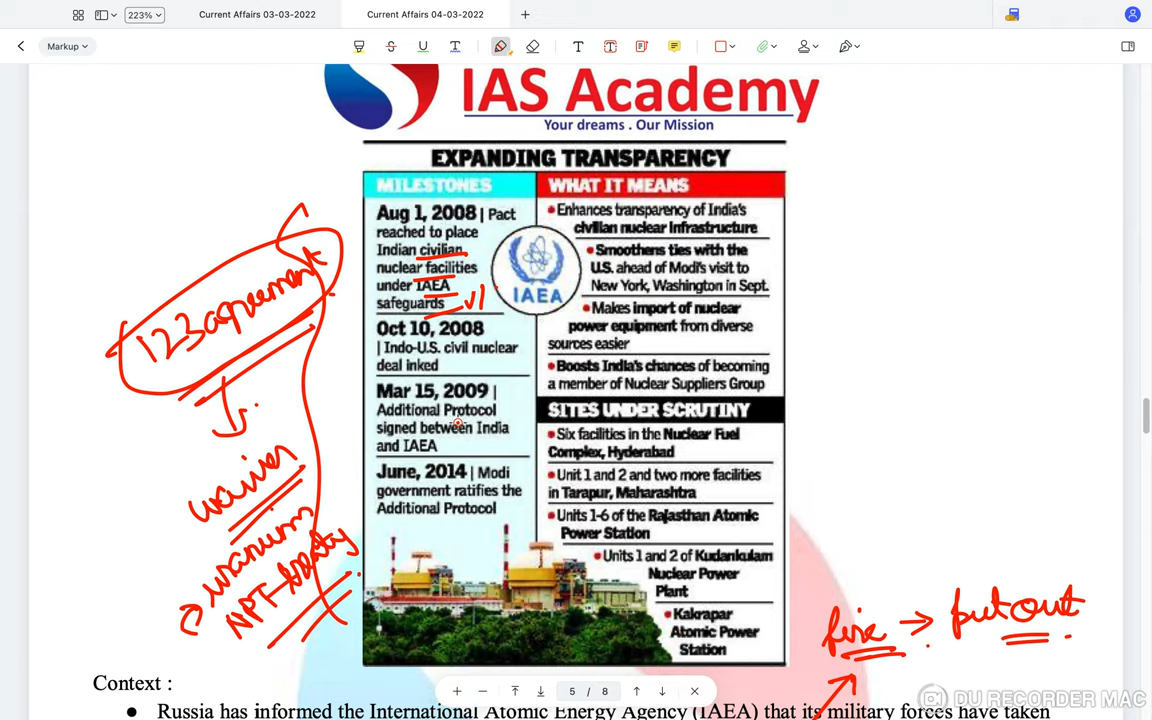 Current Affairs 03-03-2022
Current Affairs 04-03-2022
223%
Markup
IAS Academy
Your dreams . Our Mission
EXPANDING TRANSPARENCY
MILESTONES
Aug 1, 2008 | Pact
reached to place
Indian civilian
nuclear facilities
under IAEA
safeguards
Oct 10, 2008
| Indo-U.S. civil nuclear
deal inked
Mar 15, 2009 |
Additional Protocol
signed between India
and IAEA
June, 2014 | Modi
government ratifies the
Additional Protocol
IAEA
WHAT IT MEANS
• Enhances transparency of India's
civilian nuclear infrastructure
• Smoothens ties with the
U.S. ahead of Modi's visit to
New York, Washington in Sept.
• Makes import of nuclear
power equipment from diverse
sources easier
• Boosts India's chances of becoming
a member of Nuclear Suppliers Group
SITES UNDER SCRUTINY
• Six facilities in the Nuclear Fuel
Complex, Hyderabad
• Unit 1 and 2 and two more facilities
in Tarapur, Maharashtra
• Units 1-6 of the Rajasthan Atomic
Power Station
• Units 1 and 2 of Kudankulam
Nuclear Power
Plant
• Kakrapar
Atomic Power
Station
123 agreement
waiver
uranium
NPT
fire → put out
Context :
5 / 8
• Russia has informed the International Atomic Energy Agency (IAEA) that its military forces have taken
DU RECORDER MAC